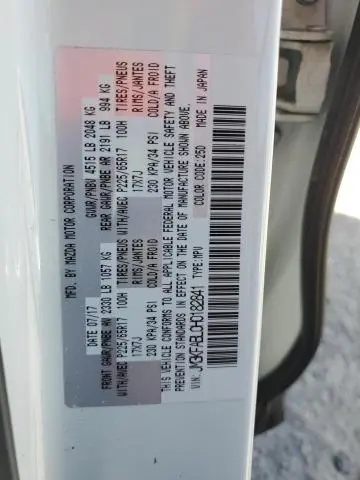 MFD. BY MAZDA MOTOR CORPORATION
DATE 07/17 GVWR/PNBV 4515 LB 2048 KG
FRONT GAWR/PNBE AV 2330 LB 1057 KG REAR GAWR/PNBE AR 2191 LB 994 KG
WITH/AVEC P225/65R17 100H TIRES/PNEUS WITH/AVEC P225/65R17 100H TIRES/PNEUS
17X7J RIMS/JANTES 17X7J RIMS/JANTES
230 KPA/34 PSI COLD/A FROID 230 KPA/34 PSI COLD/A FROID
THIS VEHICLE CONFORMS TO ALL APPLICABLE FEDERAL MOTOR VEHICLE SAFETY AND THEFT
PREVENTION STANDARDS IN EFFECT ON THE DATE OF MANUFACTURE SHOWN ABOVE.
VIN: JM3KFABL0H0182841 TYPE:MPV COLOR CODE:25D MADE IN JAPAN